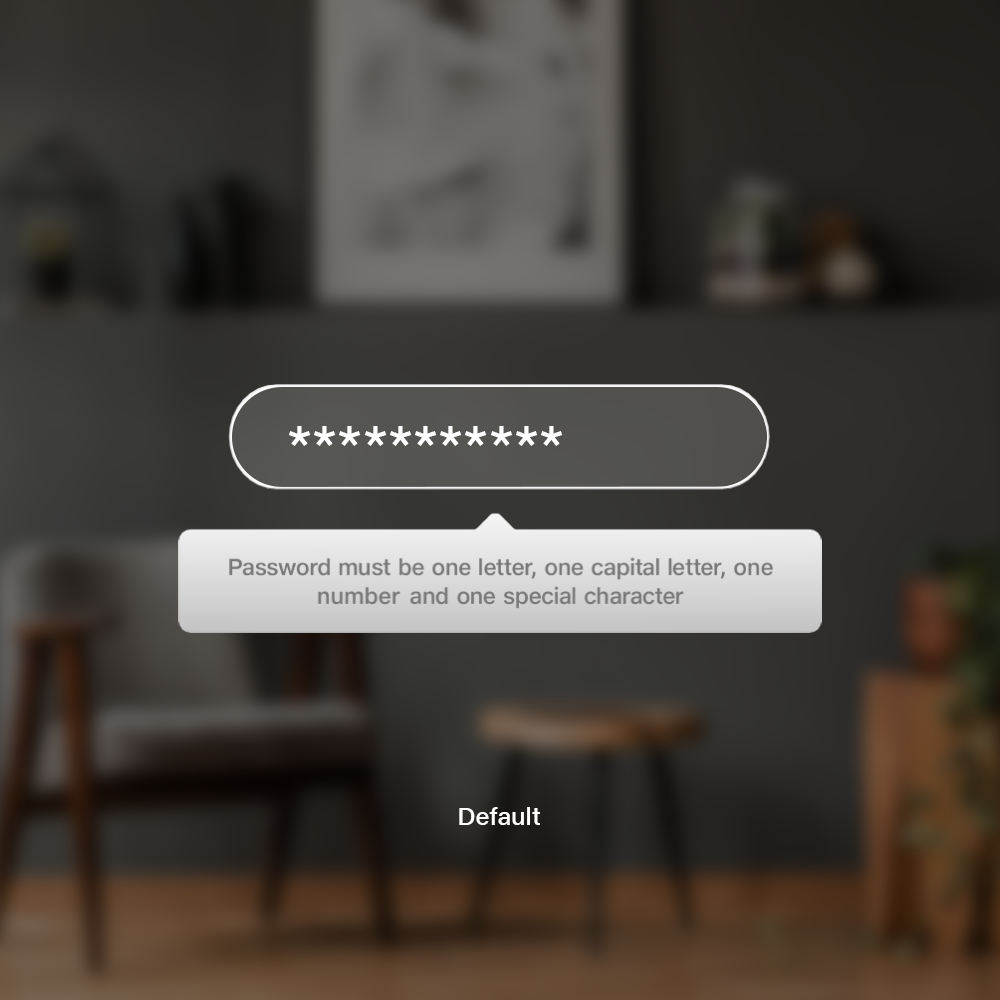 ***********
Password must be one letter, one capital letter, one
number and one special character
Default